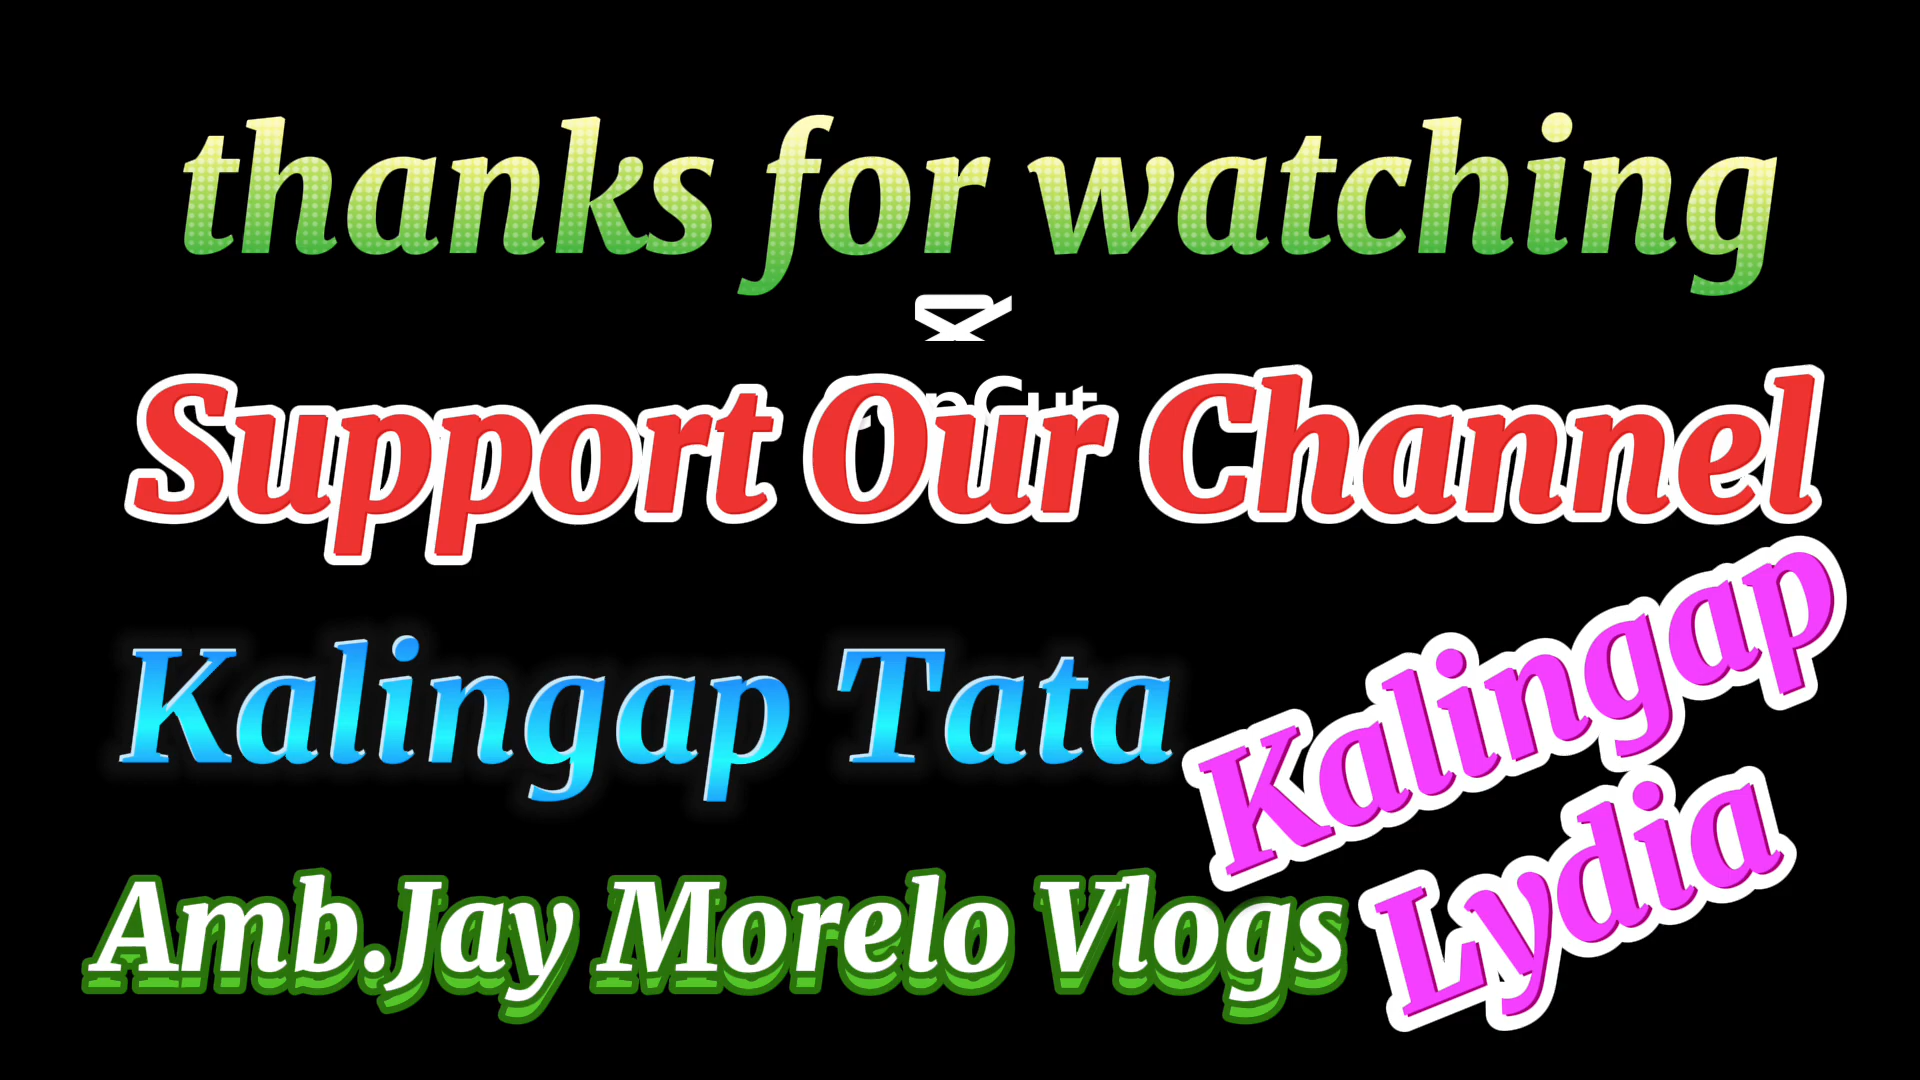 thanks for watching
Support Our Channel
Kalingap Tata
Kalingap
Lydia
Amb.Jay Morelo Vlogs